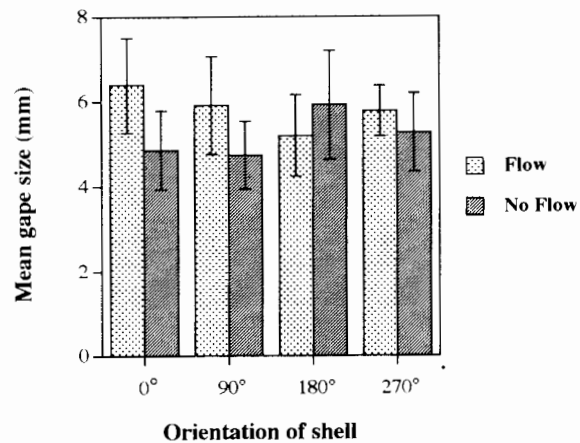 Mean gape size (mm)
8
6
4
2
0
0°
90°
180°
270°
Orientation of shell
Flow
No Flow